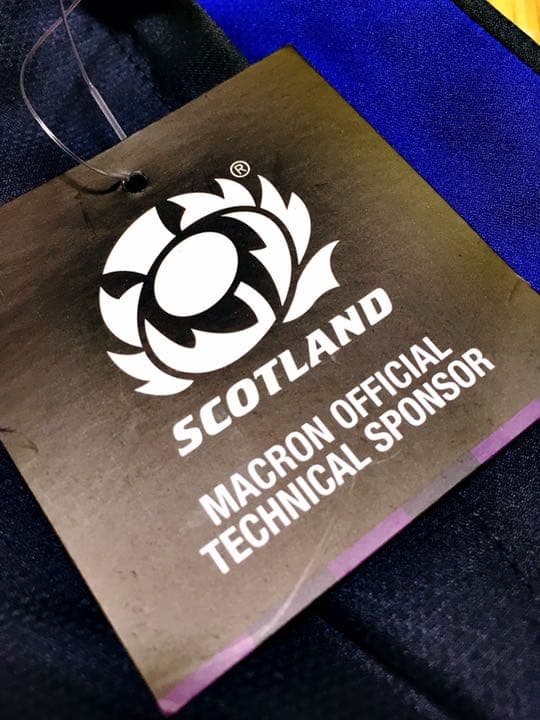 ®
SCOTLAND
MACRON OFFICIAL
TECHNICAL SPONSOR